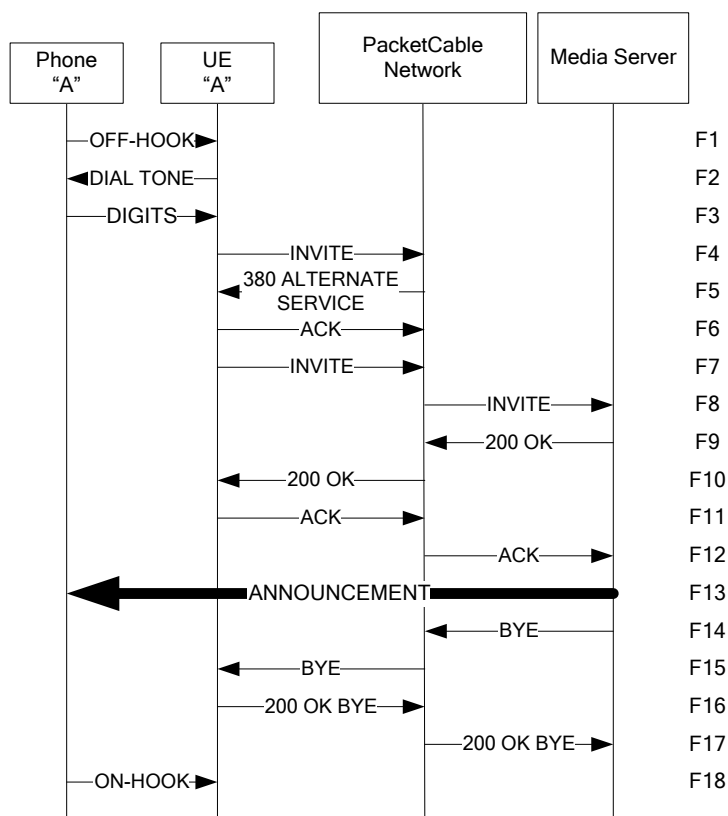 Phone
“A”
UE
“A”
PacketCable
Network
Media Server
OFF-HOOK
F1
DIAL TONE
F2
DIGITS
F3
INVITE
F4
380 ALTERNATE
SERVICE
F5
ACK
F6
INVITE
F7
INVITE
F8
200 OK
F9
200 OK
F10
ACK
F11
ACK
F12
ANNOUNCEMENT
F13
BYE
F14
BYE
F15
200 OK BYE
F16
200 OK BYE
F17
ON-HOOK
F18